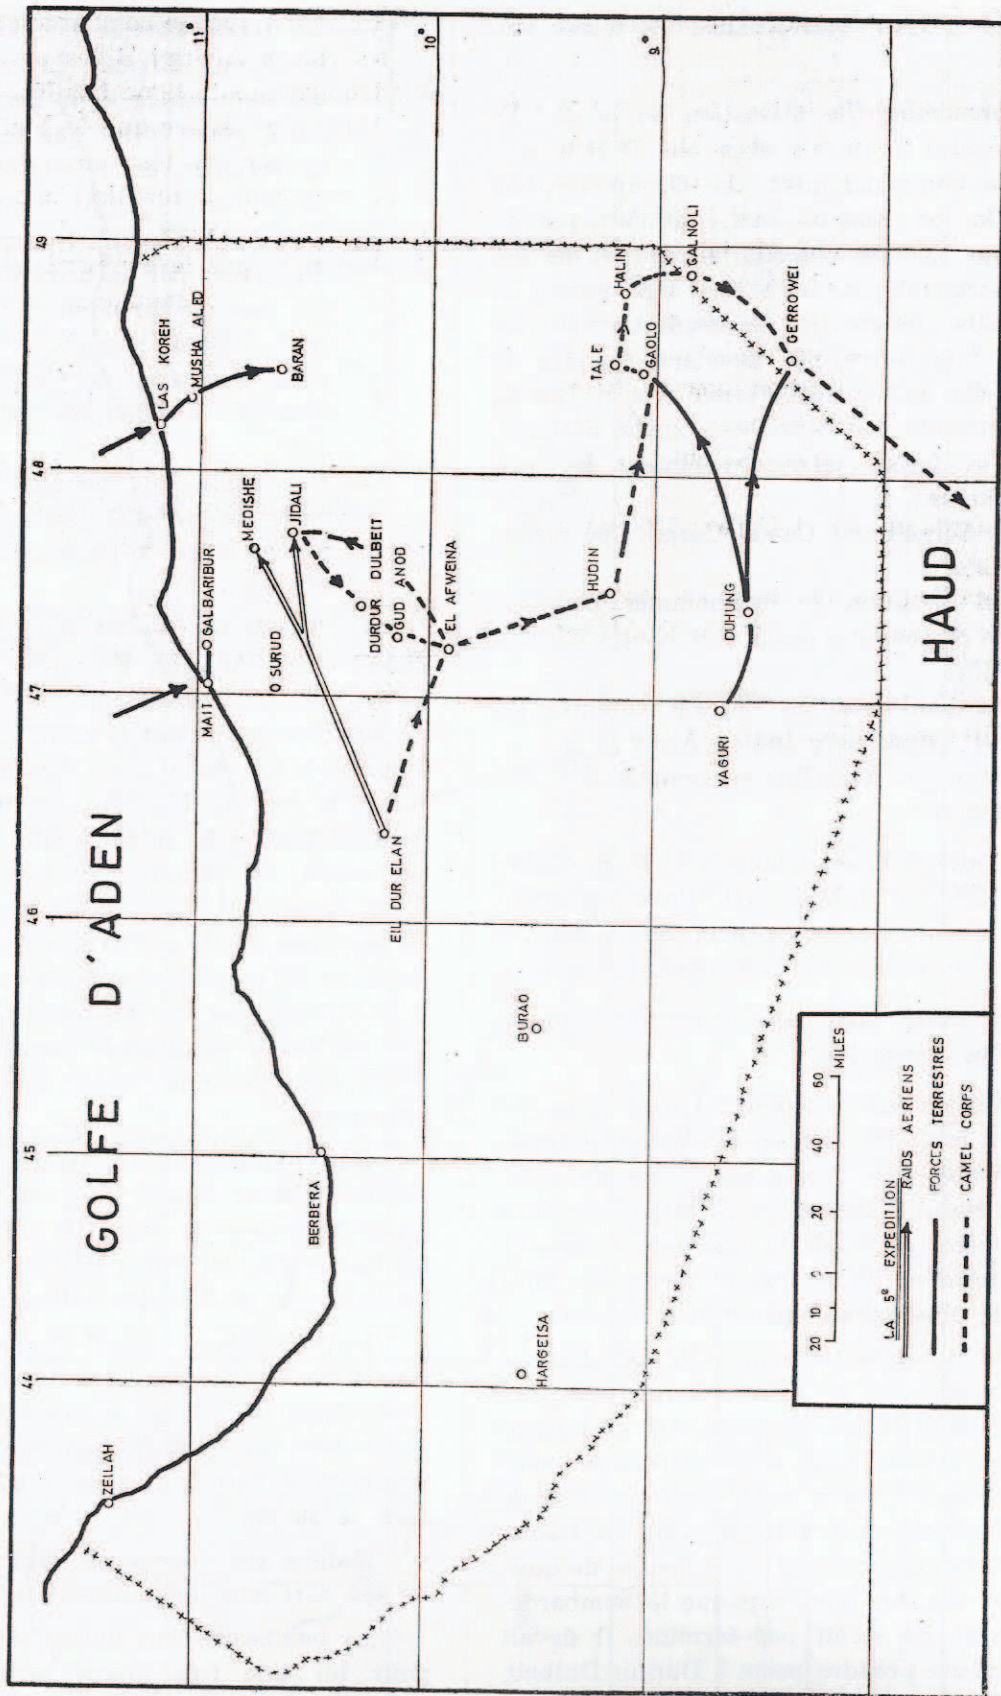 GOLFE D'ADEN
44
45
46
47
48
49
11°
10°
9°
ZEILAH
BERBERA
HARGEISA
BURAO
MAIT
GALBARIBUR
LAS KOREH
MUSHA ALED
BARAN
MEDISHE
JIDALI
SURUD
DURDUR DULBEIT
GUD ANOD
EL AFWEINA
EIL DUR ELAN
HUDIN
TALE
HALIN
GAOLO
GALNOLI
GERROWEI
DUHUNG
YAGURI
HAUD
20 10 0 20 40 60 MILES
LA 5e EXPEDITION
RAIDS AERIENS
FORCES TERRESTRES
CAMEL CORPS